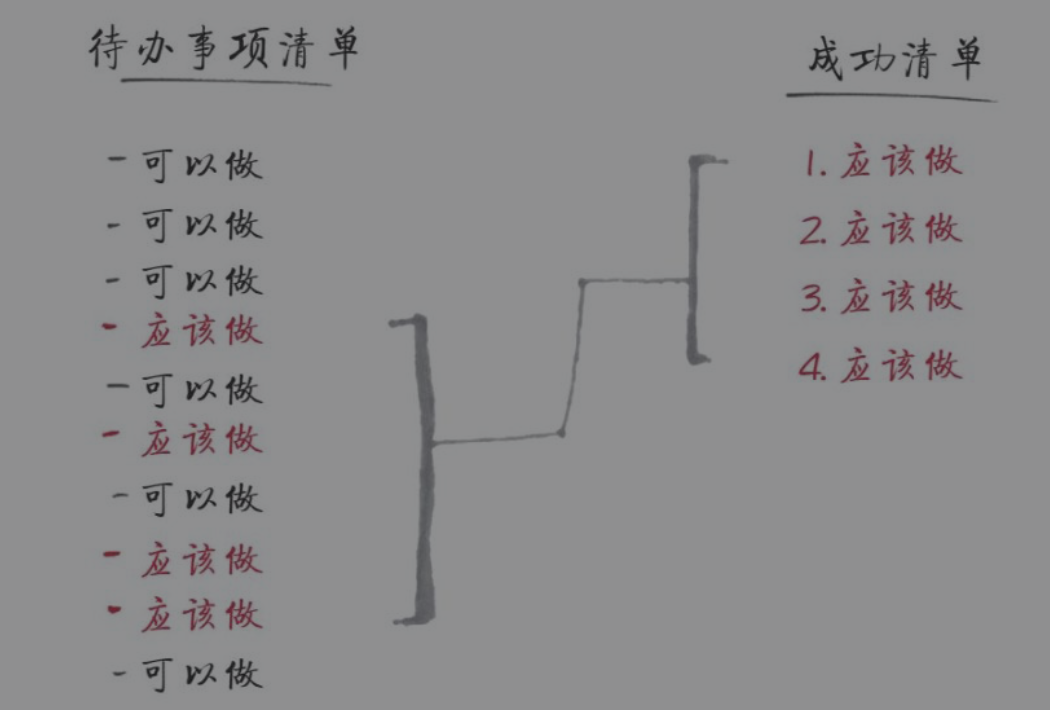 待办事项清单
- 可以做
- 可以做
- 可以做
- 应该做
- 可以做
- 应该做
- 可以做
- 应该做
- 应该做
- 可以做
成功清单
1. 应该做
2. 应该做
3. 应该做
4. 应该做